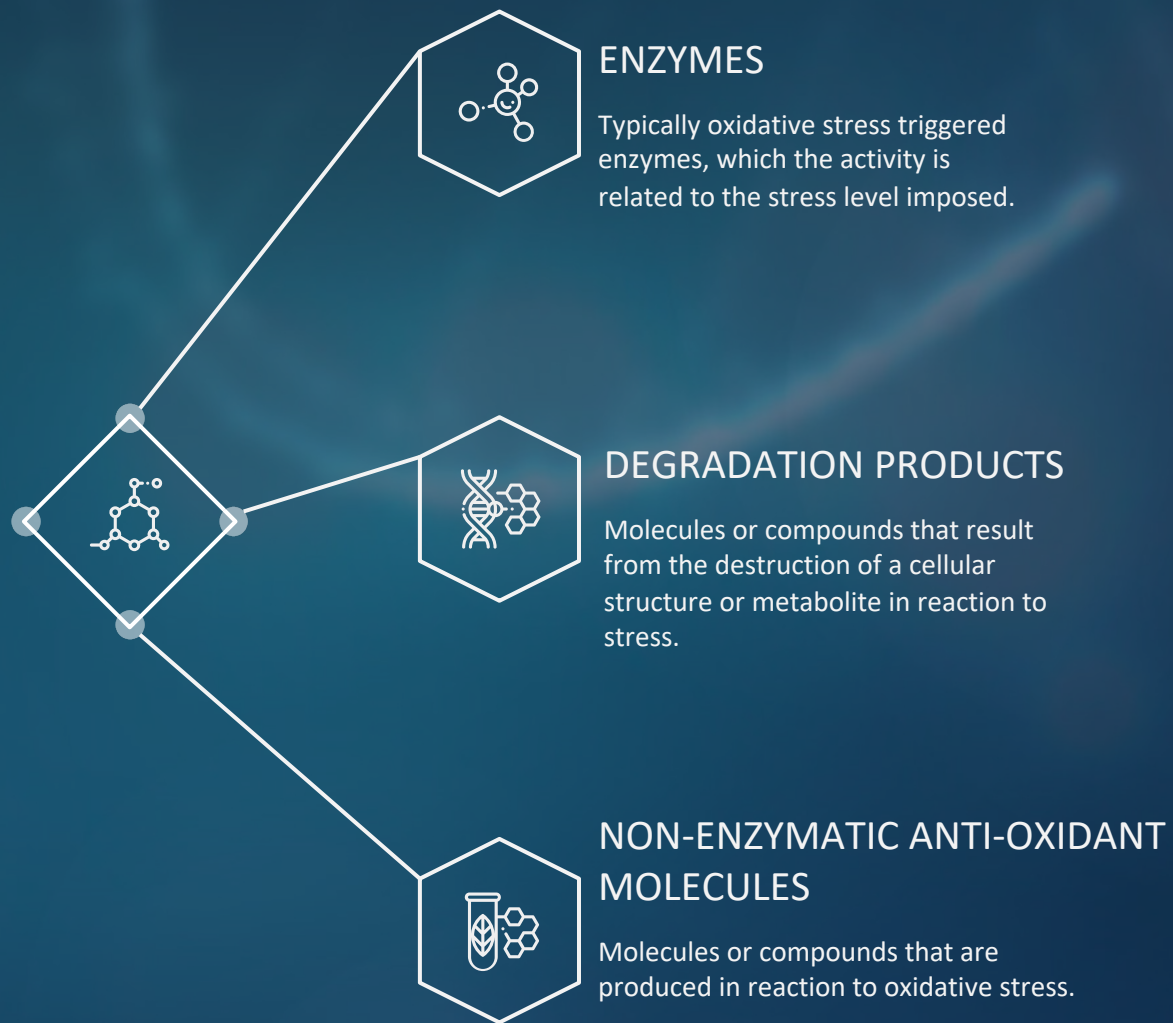 ENZYMES
Typically oxidative stress triggered
enzymes, which the activity is
related to the stress level imposed.
DEGRADATION PRODUCTS
Molecules or compounds that result
from the destruction of a cellular
structure or metabolite in reaction to
stress.
NON-ENZYMATIC ANTI-OXIDANT
MOLECULES
Molecules or compounds that are
produced in reaction to oxidative stress.